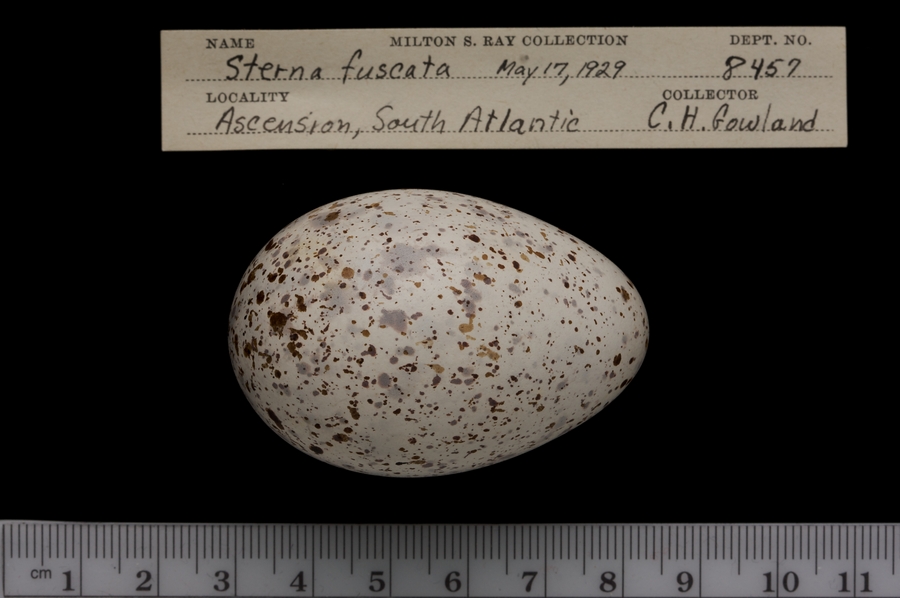 NAME MILTON S. RAY COLLECTION DEPT. NO.
Sterna fuscata May 17, 1929 8457
LOCALITY COLLECTOR
Ascension, South Atlantic C. H. Gowland
cm 1 2 3 4 5 6 7 8 9 10 11